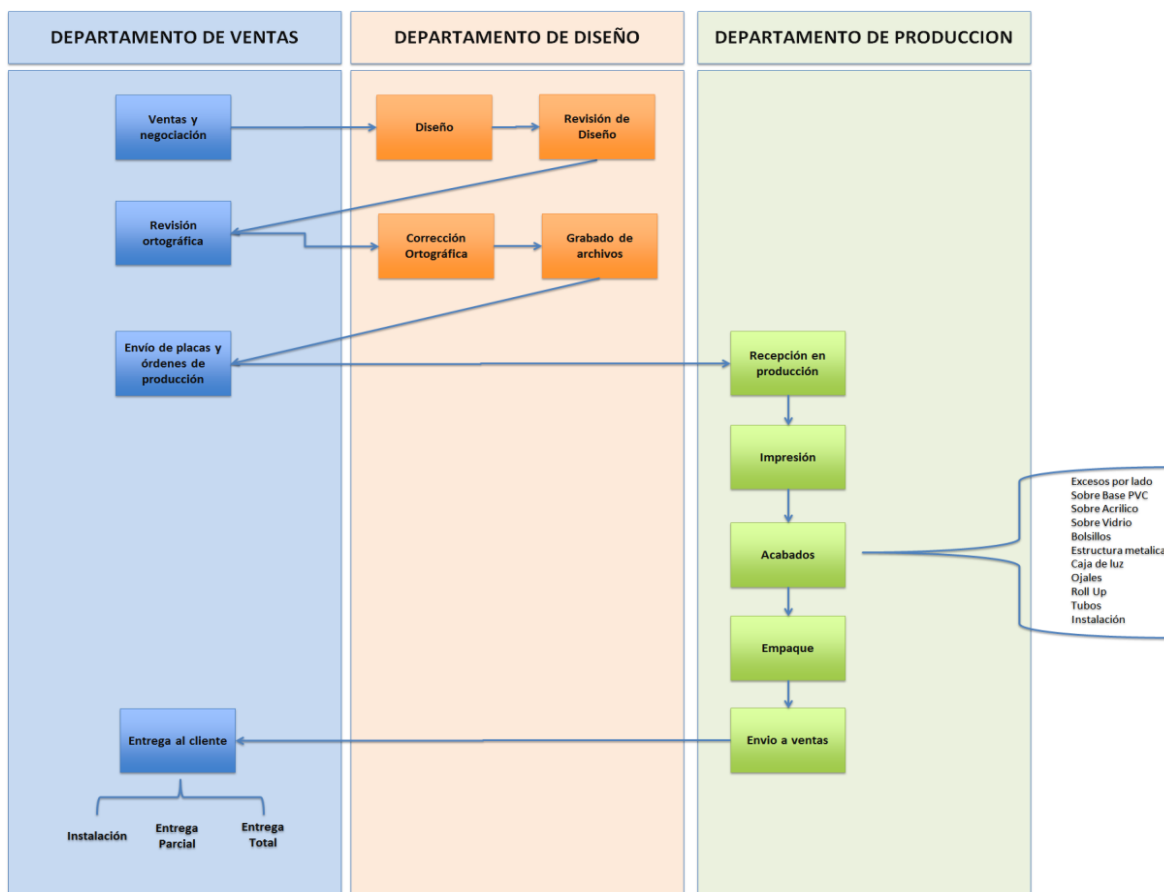 DEPARTAMENTO DE VENTAS
DEPARTAMENTO DE DISEÑO
DEPARTAMENTO DE PRODUCCION
Ventas y
negociación
Diseño
Revisión de
Diseño
Revisión
ortográfica
Corrección
Ortográfica
Grabado de
archivos
Envío de placas y
órdenes de
producción
Recepción en
producción
Impresión
Acabados
Excesos por lado
Sobre Base PVC
Sobre Acrilico
Sobre Vidrio
Bolsillos
Estructura metalica
Caja de luz
Ojales
Roll Up
Tubos
Instalación
Empaque
Envio a ventas
Entrega al cliente
Instalación
Entrega
Parcial
Entrega
Total